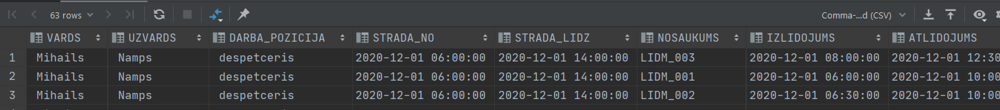 63 rows Comma-...d (CSV)
VARDS UZVARDS DARBA_POZICIJA STRADA_NO STRADA_LIDZ NOSAUKUMS IZLIDOJUMS ATLIDOJUMS
1 Mihails Namps despetceris 2020-12-01 06:00:00 2020-12-01 14:00:00 LIDM_003 2020-12-01 08:00:00 2020-12-01 12:30
2 Mihails Namps despetceris 2020-12-01 06:00:00 2020-12-01 14:00:00 LIDM_001 2020-12-01 06:00:00 2020-12-01 10:00
3 Mihails Namps despetceris 2020-12-01 06:00:00 2020-12-01 14:00:00 LIDM_002 2020-12-01 06:30:00 2020-12-01 10:00